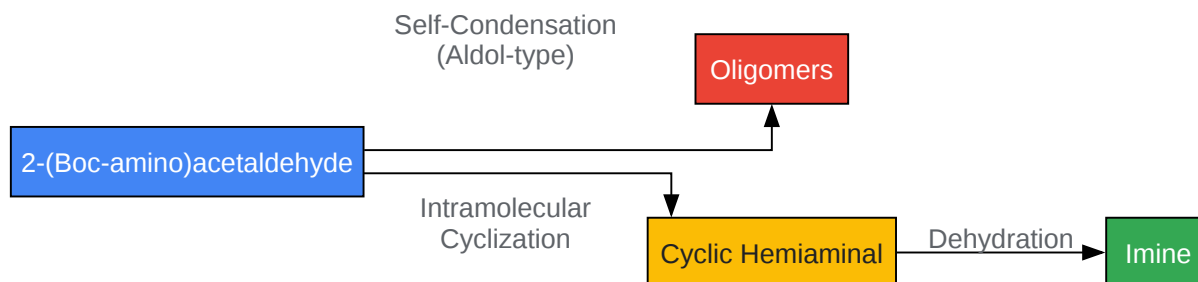 Self-Condensation
(Aldol-type)
Oligomers
2-(Boc-amino)acetaldehyde
Intramolecular
Cyclization
Cyclic Hemiaminal
Dehydration
Imine